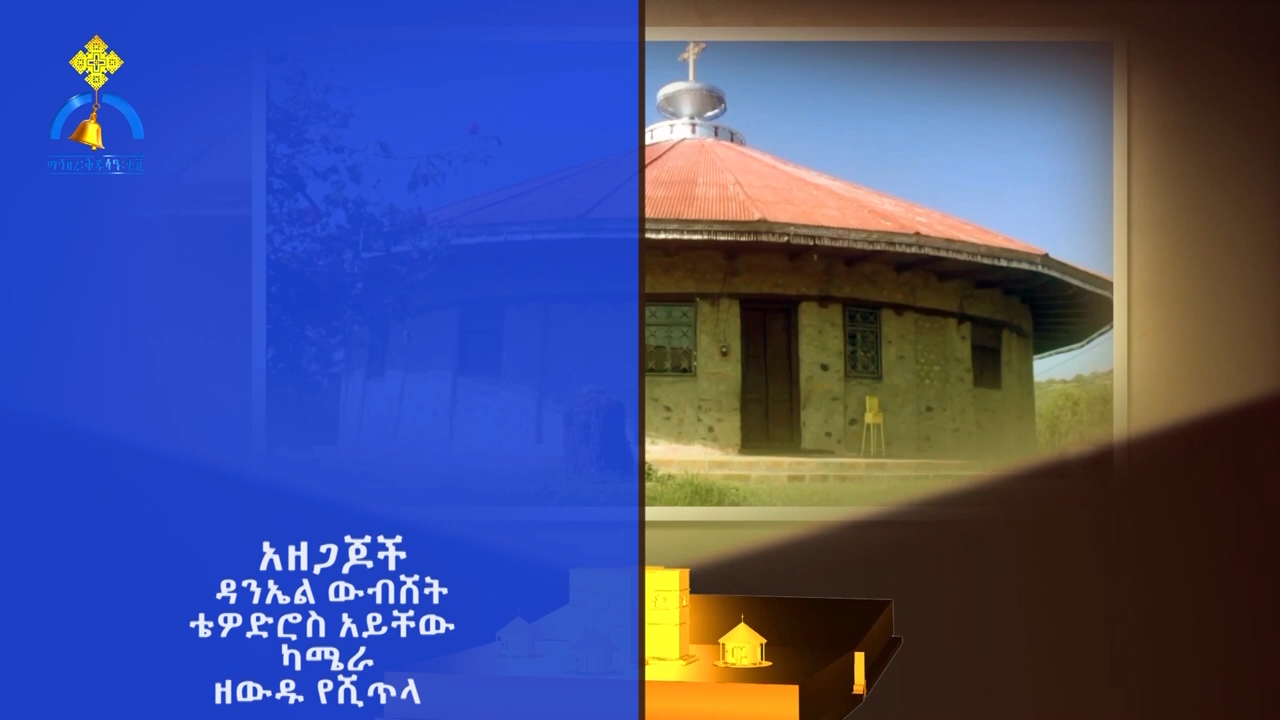 አዘጋጆች
ዳንኤል ውብሸት
ቴዎድሮስ አይቸው
ካሜራ
ዘውዱ የሺጥላ